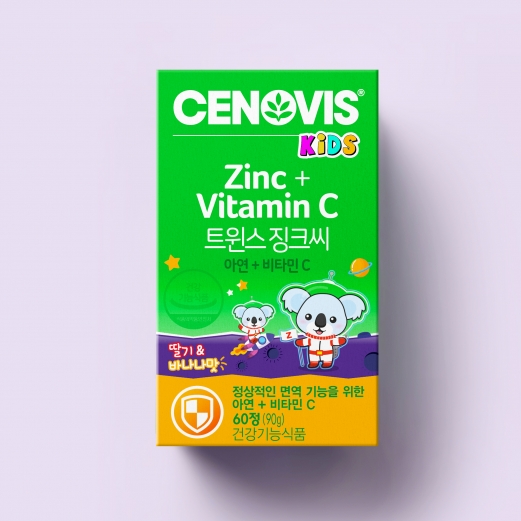 CENOVIS®
KiDS
Zinc +
Vitamin C
트윈스 징크씨
아연 + 비타민 C
Z
딸기 &
바나나맛
정상적인 면역 기능을 위한
아연 + 비타민 C
60정 (90g)
건강기능식품